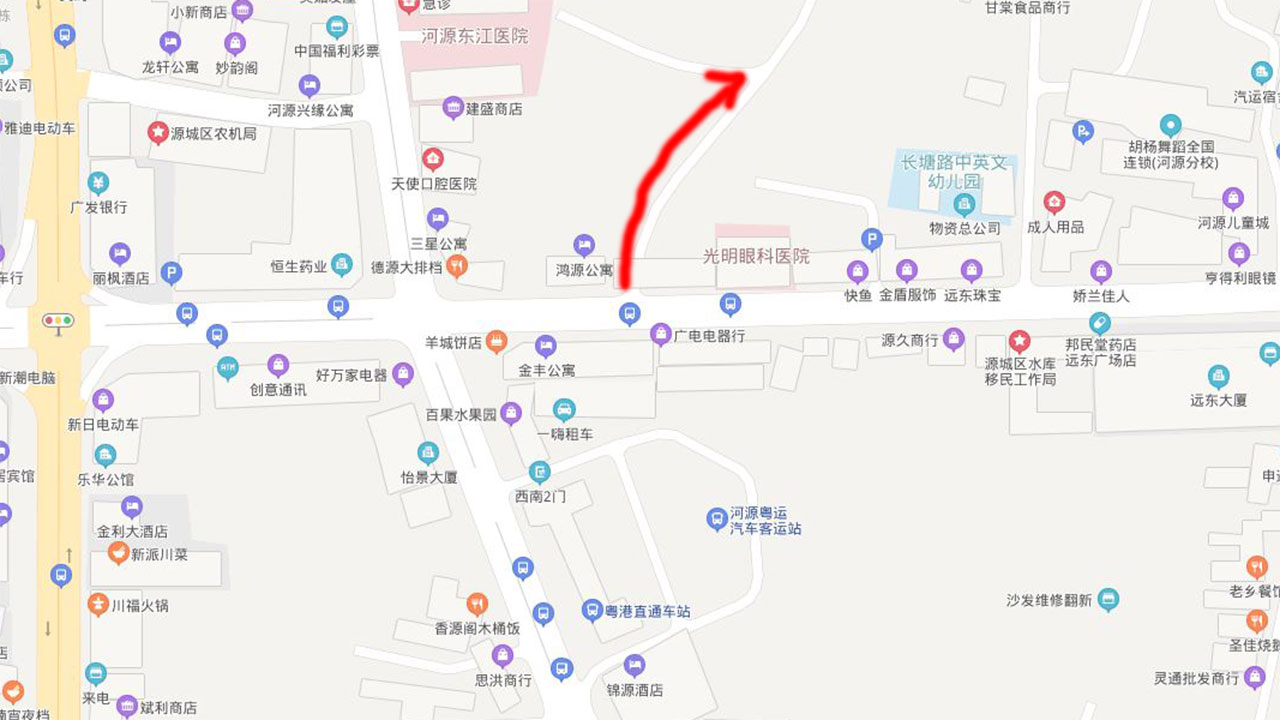 小新商店
急诊
甘棠食品商行
河源东江医院
中国福利彩票
龙轩公寓
妙韵阁
公司
河源兴缘公寓
建盛商店
汽运宿
雅迪电动车
源城区农机局
胡杨舞蹈全国
连锁(河源分校)
长塘路中英文
幼儿园
天使口腔医院
广发银行
物资总公司
成人用品
河源儿童城
三星公寓
光明眼科医院
恒生药业
德源大排档
鸿源公寓
车行
丽枫酒店
P
P
P
快鱼
金盾服饰
远东珠宝
娇兰佳人
亨得利眼镜
羊城饼店
广电电器行
源久商行
邦民堂药店
远东广场店
源城区水库
移民工作局
金丰公寓
ATM
创意通讯
好万家电器
新潮电脑
远东大厦
新日电动车
百果水果园
一嗨租车
怡景大厦
乐华公馆
宾馆
西南2门
河源粤运
汽车客运站
金利大酒店
新派川菜
川福火锅
粤港直通车站
香源阁木桶饭
沙发维修翻新
老乡餐馆
圣佳烧
思洪商行
锦源酒店
灵通批发商行
来电
宵夜档
斌利商店